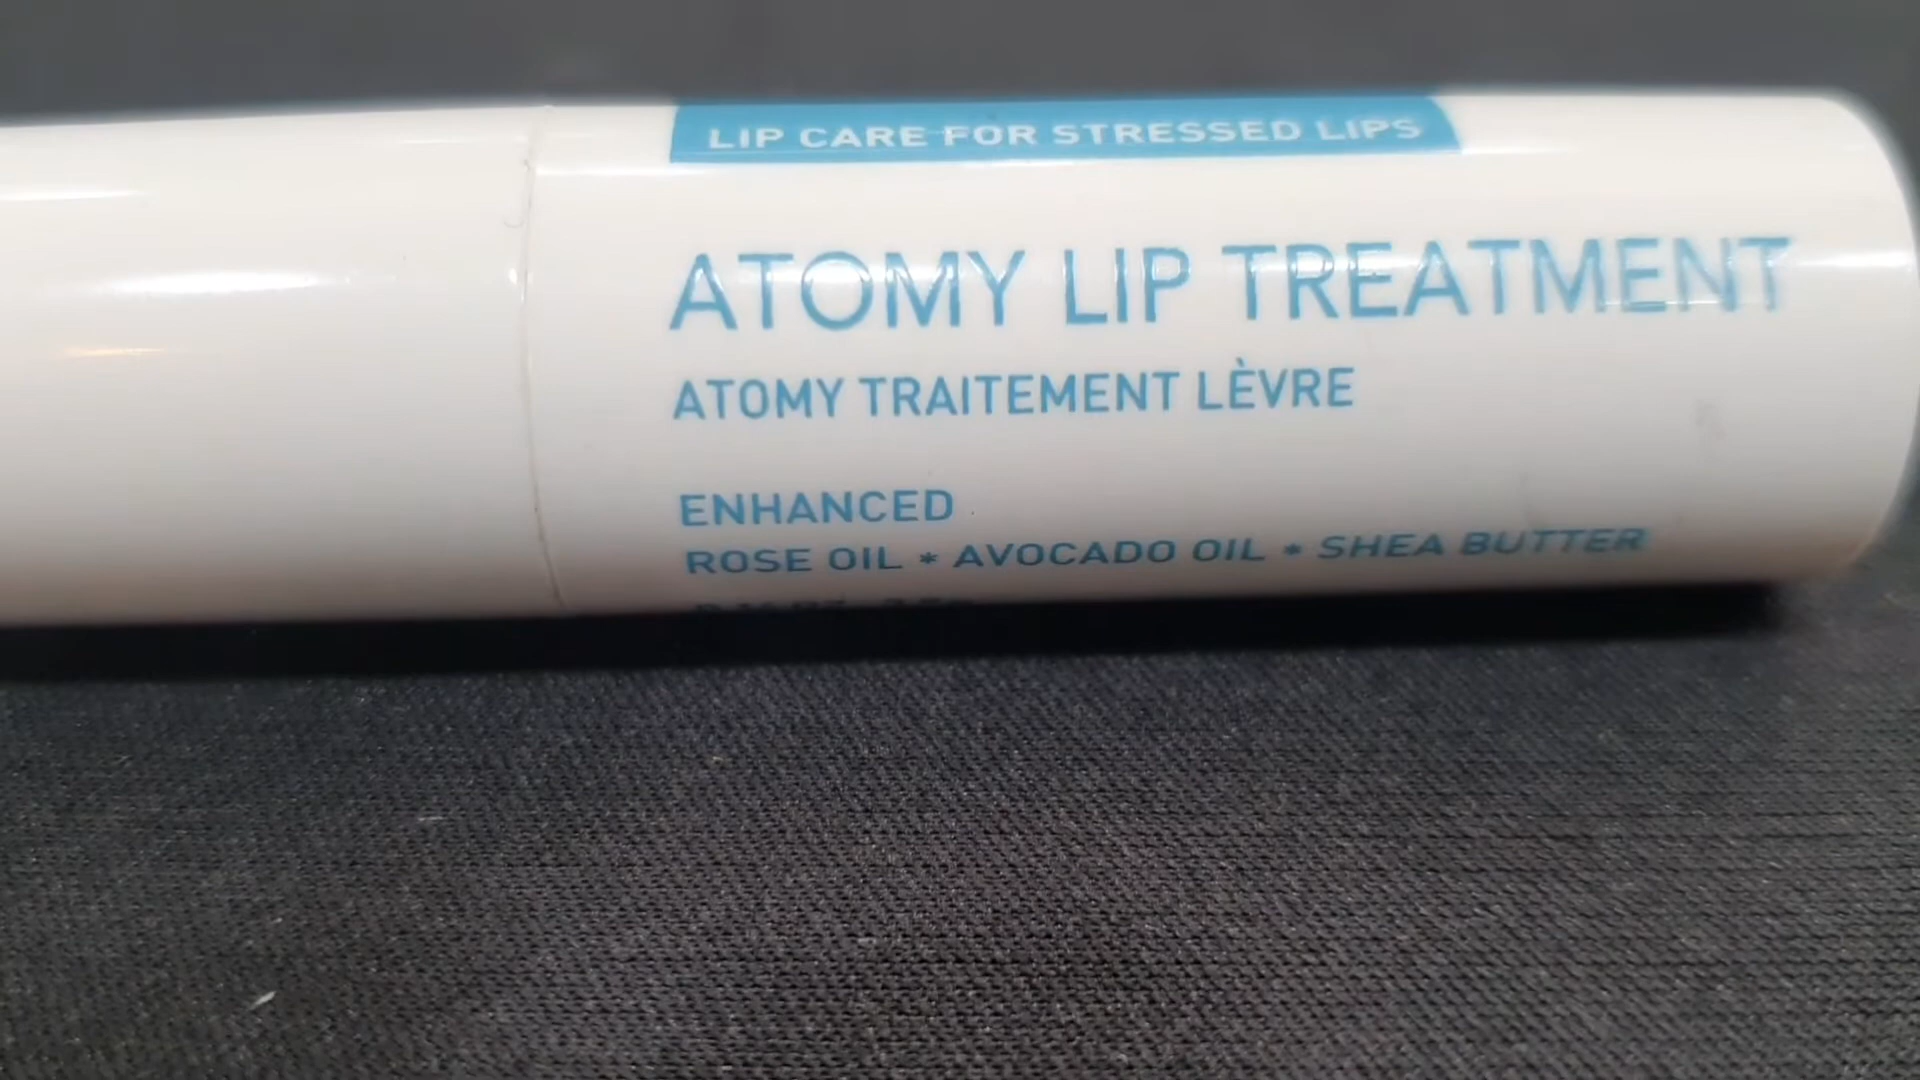 LIP CARE FOR STRESSED LIPS
ATOMY LIP TREATMENT
ATOMY TRAITEMENT LÈVRE
ENHANCED
ROSE OIL * AVOCADO OIL * SHEA BUTTER